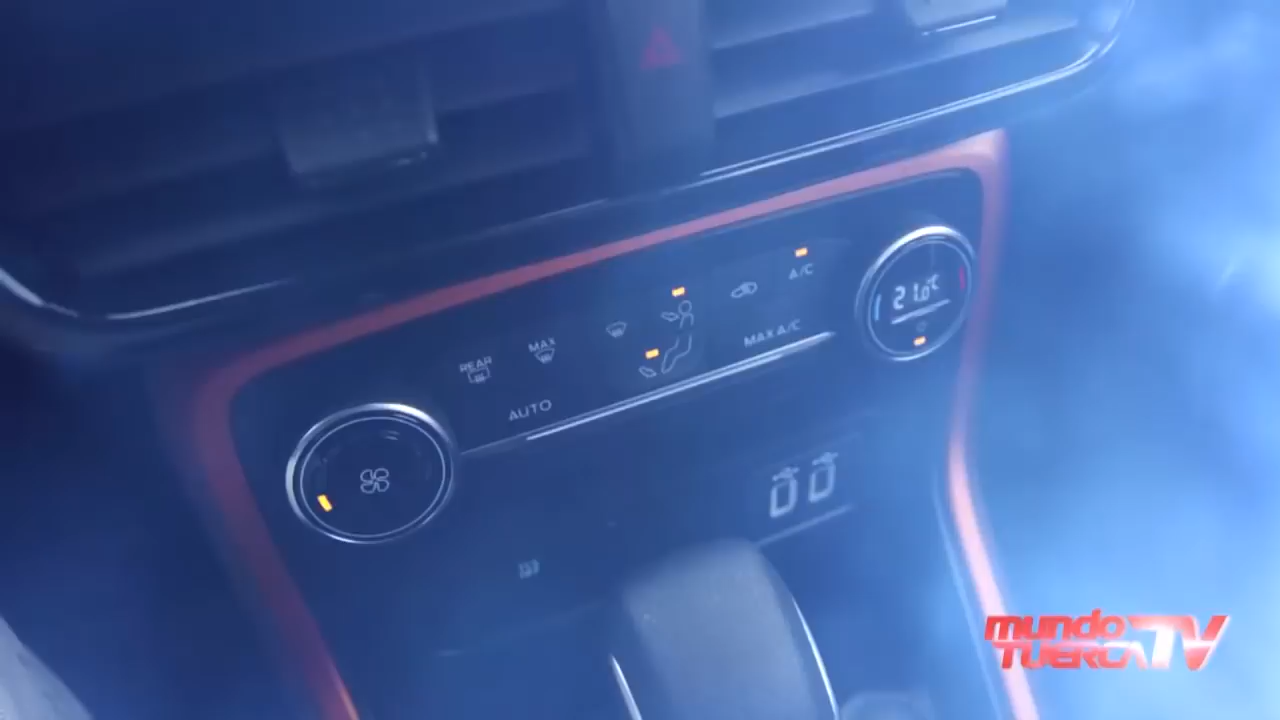 A/C
21.0°C
MAX
REAR
MAX A/C
AUTO
mundo
TUERCA TV